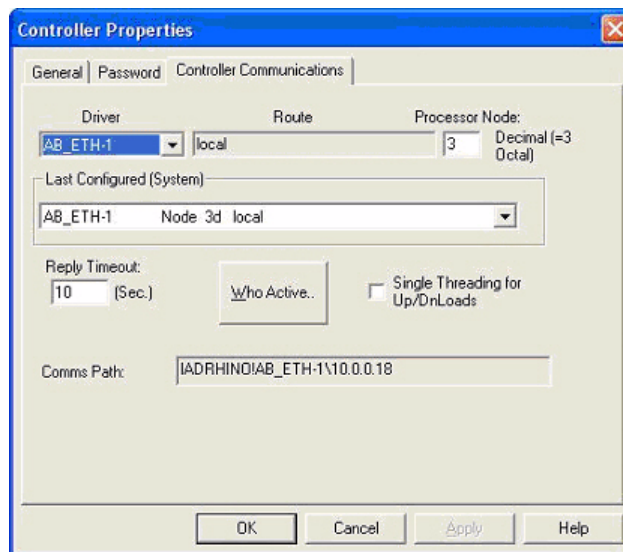 Controller Properties
General Password Controller Communications
Driver Route Processor Node:
AB_ETH-1 local 3 Decimal (=3
Octal)
Last Configured (System)
AB_ETH-1 Node 3d local
Reply Timeout:
10 (Sec.)
Who Active..
Single Threading for
Up/DnLoads
Comms Path: !ADRHINO!AB_ETH-1\10.0.0.18
OK Cancel Apply Help